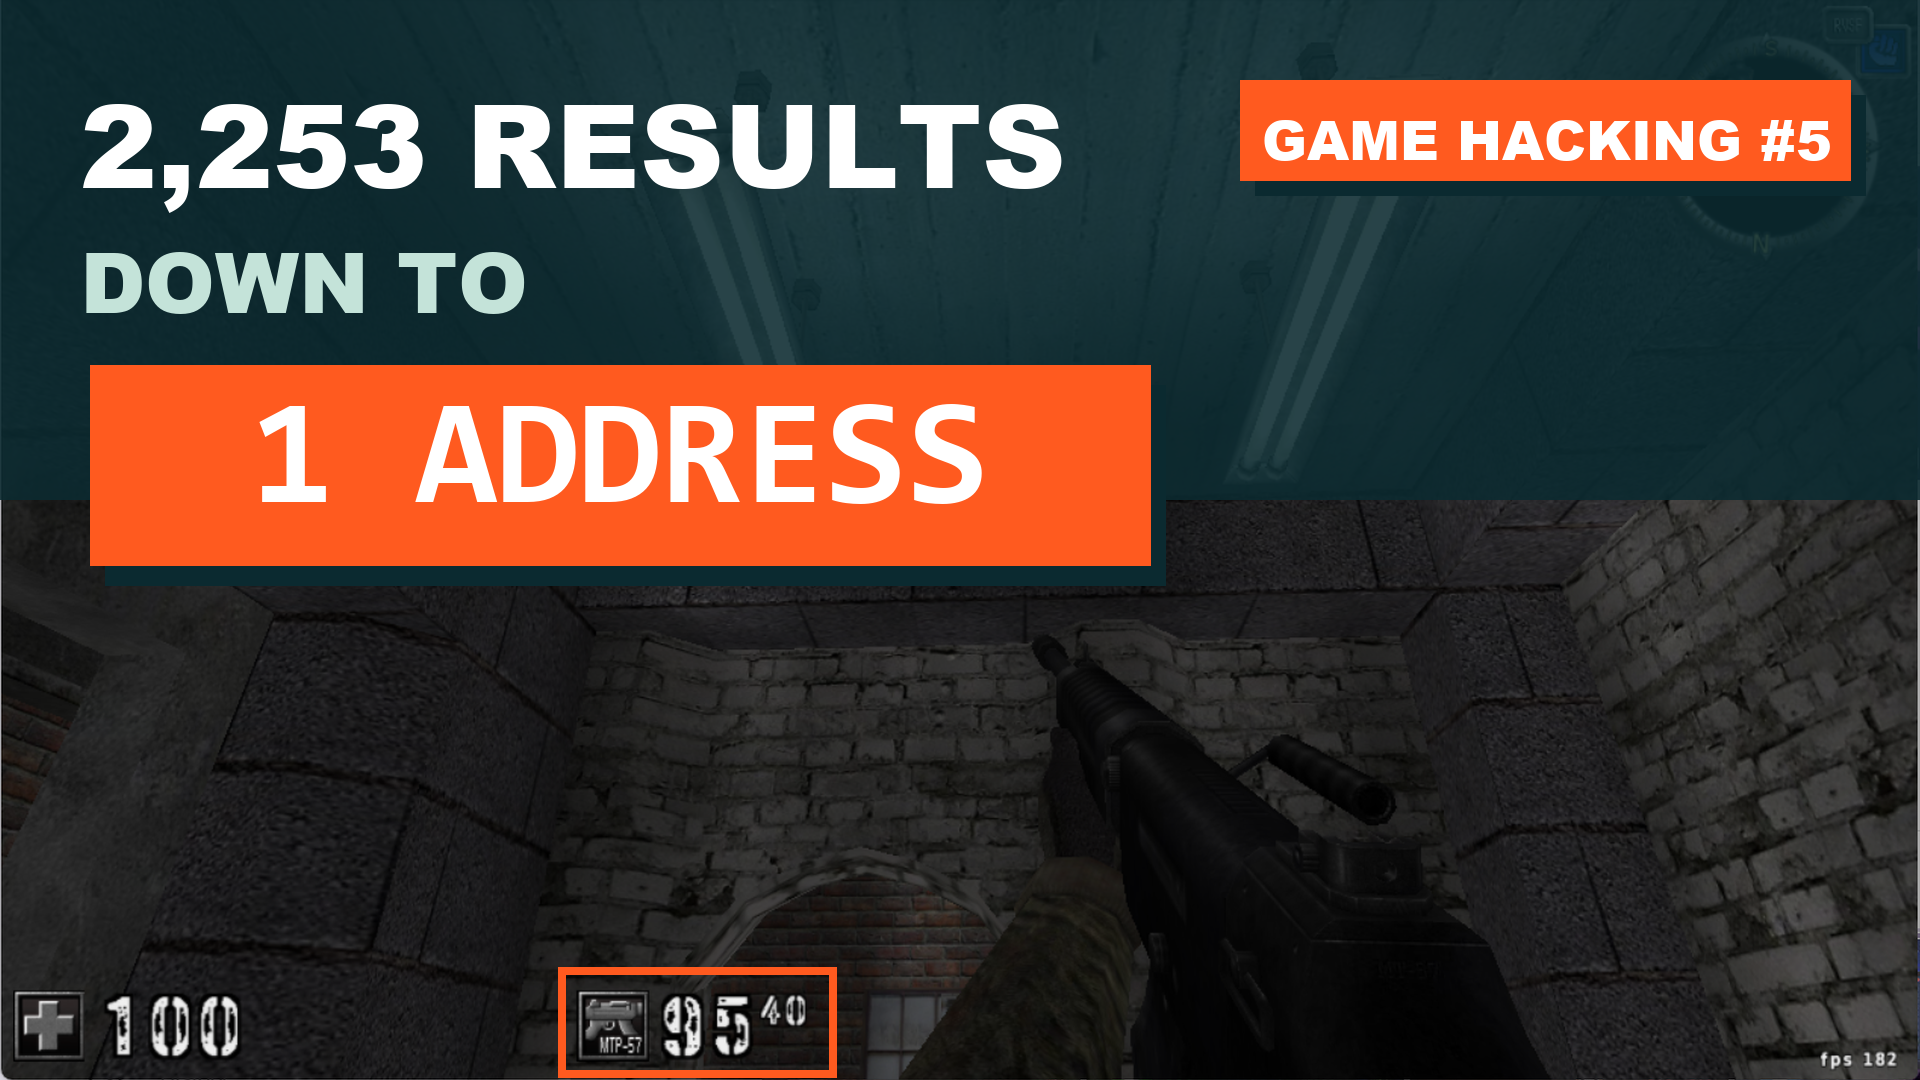 2,253 RESULTS
GAME HACKING #5
DOWN TO
1 ADDRESS
N
100
MTP-57
95 40
fps 182